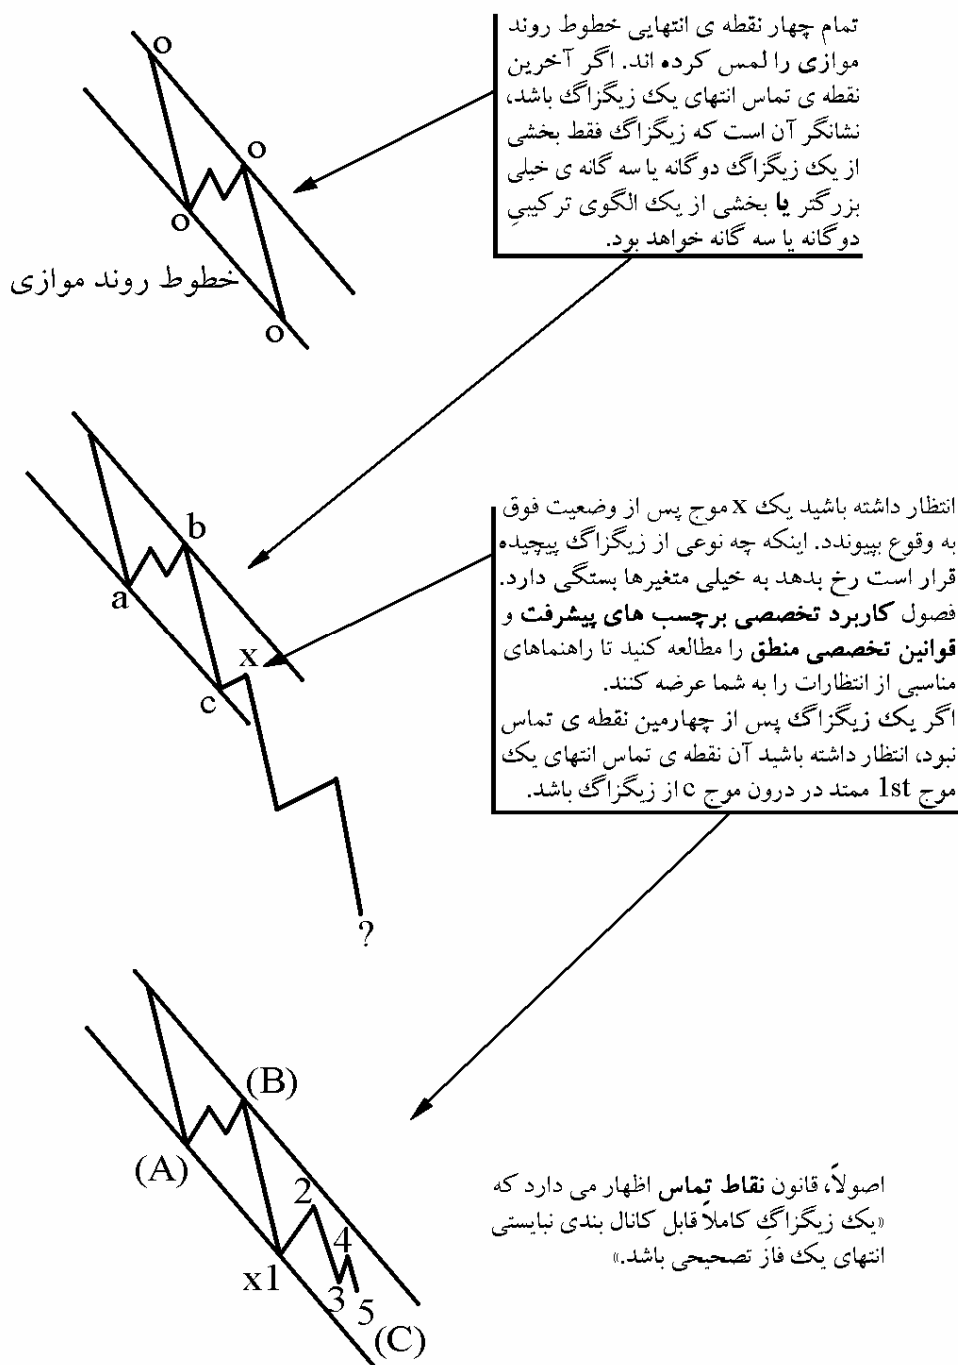 تمام چهار نقطه ی انتهایی خطوط روند
موازی را لمس کرده اند. اگر آخرین
نقطه ی تماس انتهای یک زیگزاگ باشد،
نشانگر آن است که زیگزاگ فقط بخشی
از یک زیگزاگ دوگانه یا سه گانه ی خیلی
بزرگتر یا بخشی از یک الگوی ترکیبیِ
دوگانه یا سه گانه خواهد بود.
o
o
o
o
خطوط روند موازی
انتظار داشته باشید یک x موج پس از وضعیت فوق
به وقوع بپیوندد. اینکه چه نوعی از زیگزاگ پیچیده
قرار است رخ بدهد به خیلی متغیرها بستگی دارد.
فصول کاربرد تخصصی برچسب های پیشرفت و
قوانین تخصصی منطق را مطالعه کنید تا راهنماهای
مناسبی از انتظارات را به شما عرضه کنند.
اگر یک زیگزاگ پس از چهارمین نقطه ی تماس
نبود، انتظار داشته باشید آن نقطه ی تماس انتهای یک
موج 1st ممتد در درون موج c از زیگزاگ باشد.
b
a
x
c
?
(B)
(A)
2
4
x1
3
5
(C)
اصولاً، قانون نقاط تماس اظهار می دارد که
«یک زیگزاگِ کاملاً قابل کانال بندی نبایستی
انتهای یک فاز تصحیحی باشد.»